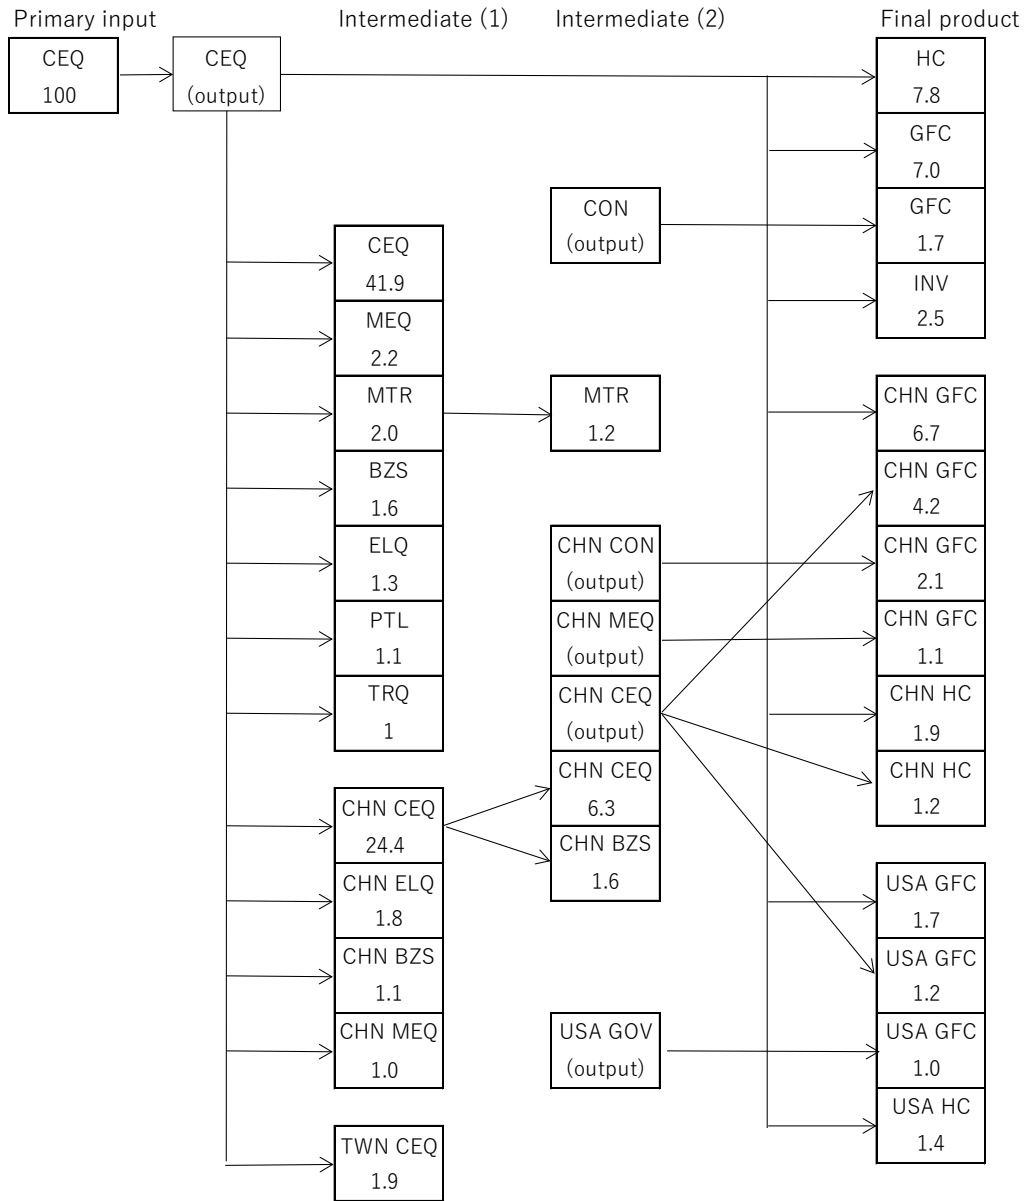 Primary input
Intermediate (1)
Intermediate (2)
Final product
CEQ
100
CEQ
(output)
CEQ
41.9
MEQ
2.2
MTR
2.0
BZS
1.6
ELQ
1.3
PTL
1.1
TRQ
1
CHN CEQ
24.4
CHN ELQ
1.8
CHN BZS
1.1
CHN MEQ
1.0
TWN CEQ
1.9
CON
(output)
MTR
1.2
CHN CON
(output)
CHN MEQ
(output)
CHN CEQ
(output)
CHN CEQ
6.3
CHN BZS
1.6
USA GOV
(output)
HC
7.8
GFC
7.0
GFC
1.7
INV
2.5
CHN GFC
6.7
CHN GFC
4.2
CHN GFC
2.1
CHN GFC
1.1
CHN HC
1.9
CHN HC
1.2
USA GFC
1.7
USA GFC
1.2
USA GFC
1.0
USA HC
1.4